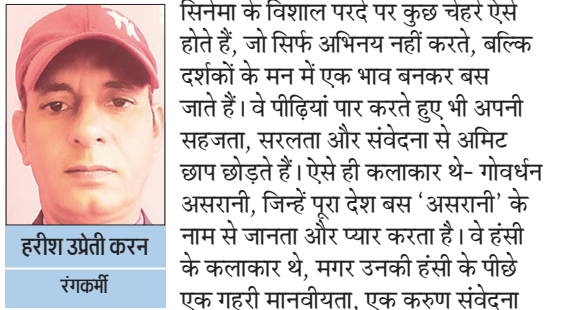 सिनेमा के विशाल परदे पर कुछ चेहरे ऐसे
होते हैं, जो सिर्फ अभिनय नहीं करते, बल्कि
दर्शकों के मन में एक भाव बनकर बस
जाते हैं। वे पीढ़ियां पार करते हुए भी अपनी
सहजता, सरलता और संवेदना से अमिट
छाप छोड़ते हैं। ऐसे ही कलाकार थे- गोवर्धन
असरानी, जिन्हें पूरा देश बस ‘असरानी’ के
नाम से जानता और प्यार करता है। वे हंसी
के कलाकार थे, मगर उनकी हंसी के पीछे
एक गहरी मानवीयता, एक करुण संवेदना
हरीश उप्रेती करन
रंगकर्मी